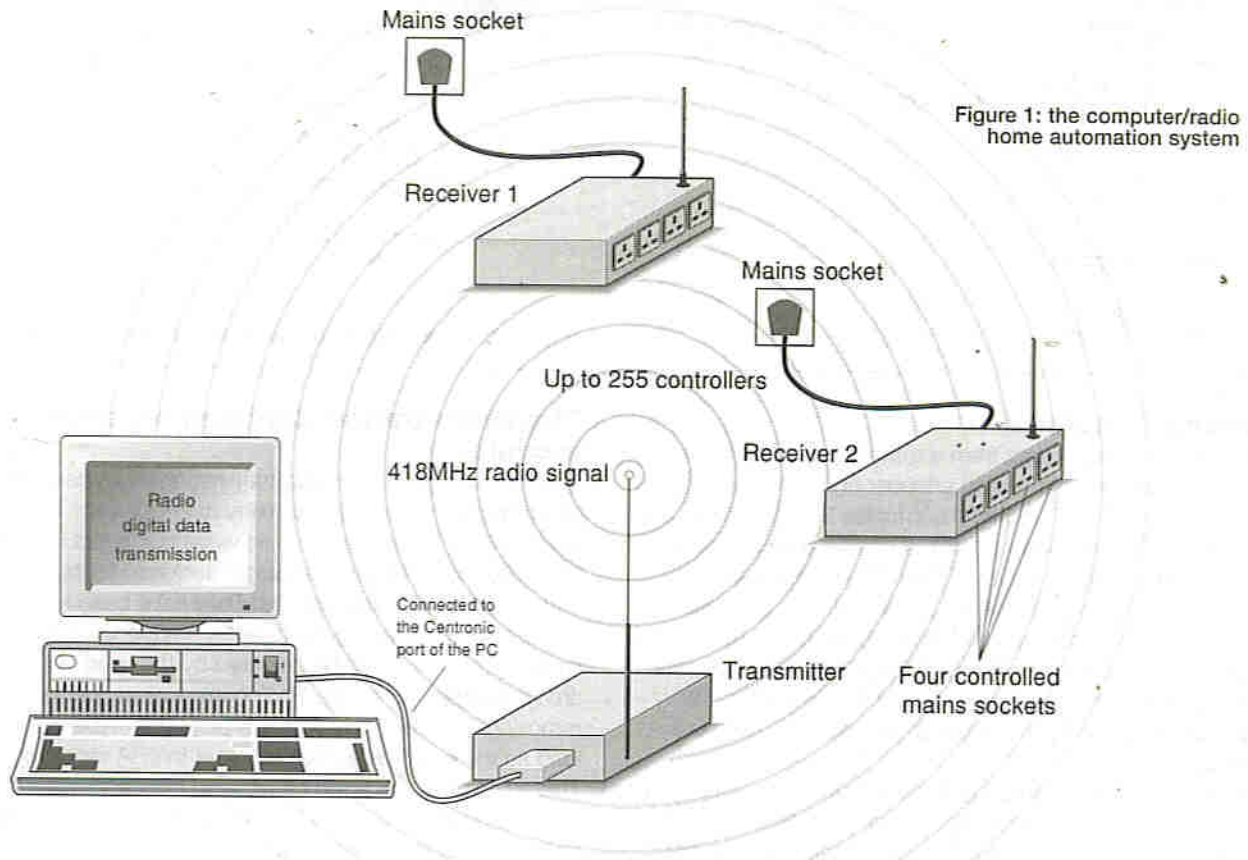 Mains socket
Figure 1: the computer/radio
home automation system
Receiver 1
Mains socket
Up to 255 controllers
Receiver 2
418MHz radio signal
Radio
digital data
transmission
Connected to
the Centronic
port of the PC
Transmitter
Four controlled
mains sockets